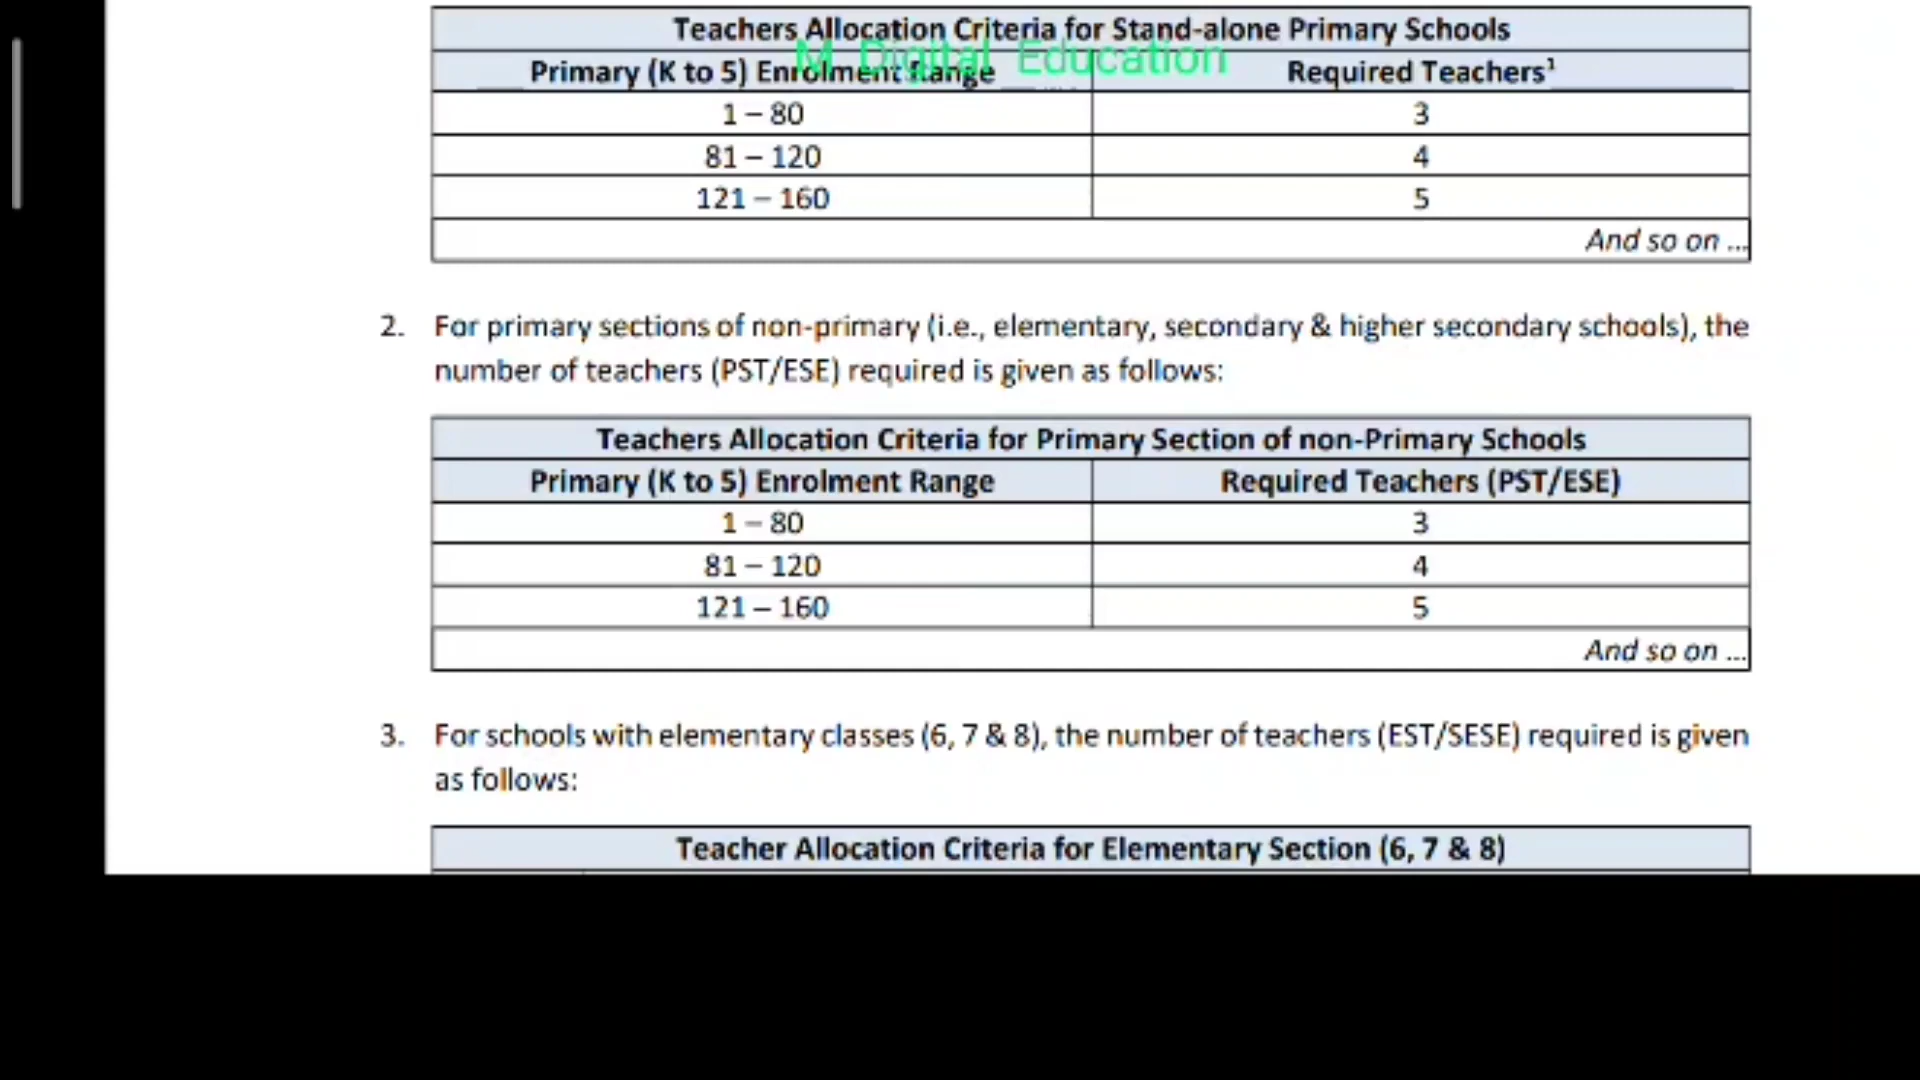 Teachers Allocation Criteria for Stand-alone Primary Schools
M Digital Education
Primary (K to 5) Enrolment Range Required Teachers¹
1 – 80 3
81 – 120 4
121 – 160 5
And so on ...
2. For primary sections of non-primary (i.e., elementary, secondary & higher secondary schools), the
number of teachers (PST/ESE) required is given as follows:
Teachers Allocation Criteria for Primary Section of non-Primary Schools
Primary (K to 5) Enrolment Range Required Teachers (PST/ESE)
1 – 80 3
81 – 120 4
121 – 160 5
And so on ...
3. For schools with elementary classes (6, 7 & 8), the number of teachers (EST/SESE) required is given
as follows:
Teacher Allocation Criteria for Elementary Section (6, 7 & 8)